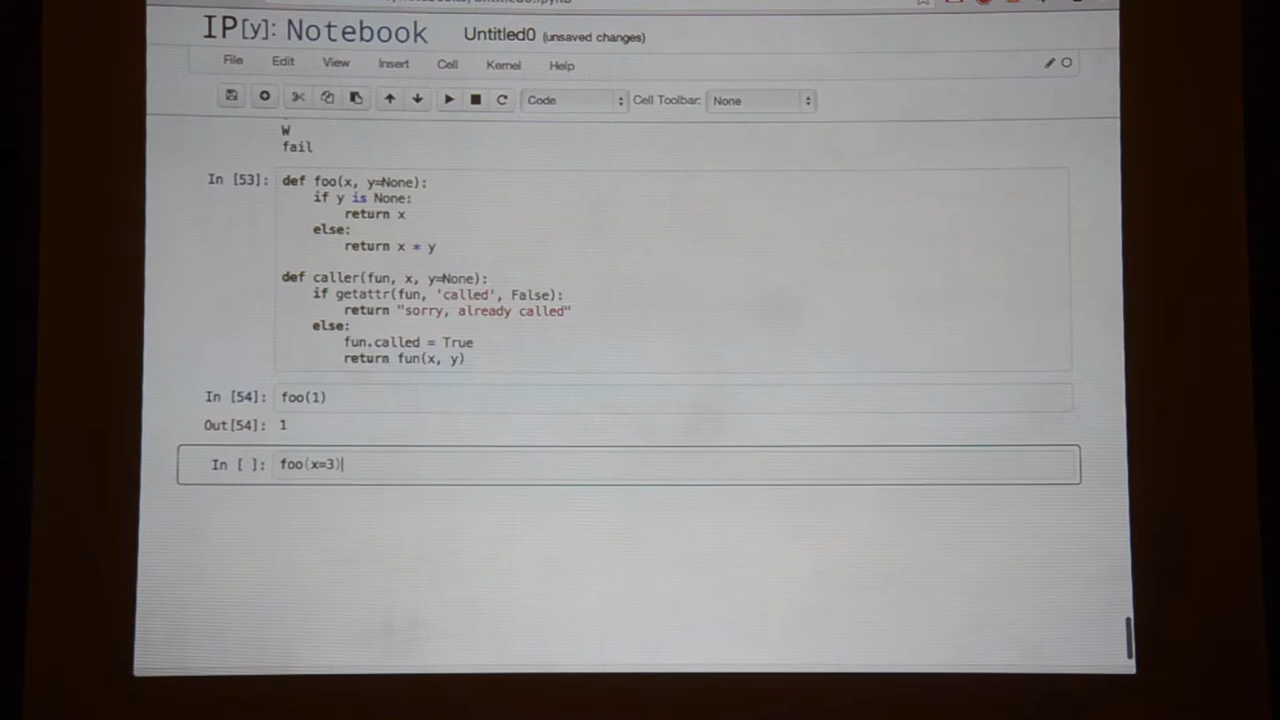 IP[y]: Notebook Untitled0 (unsaved changes)
File Edit View Insert Cell Kernel Help
Code Cell Toolbar: None
W
fail
In [53]: def foo(x, y=None):
if y is None:
return x
else:
return x * y
def caller(fun, x, y=None):
if getattr(fun, 'called', False):
return "sorry, already called"
else:
fun.called = True
return fun(x, y)
In [54]: foo(1)
Out[54]: 1
In [ ]: foo(x=3)